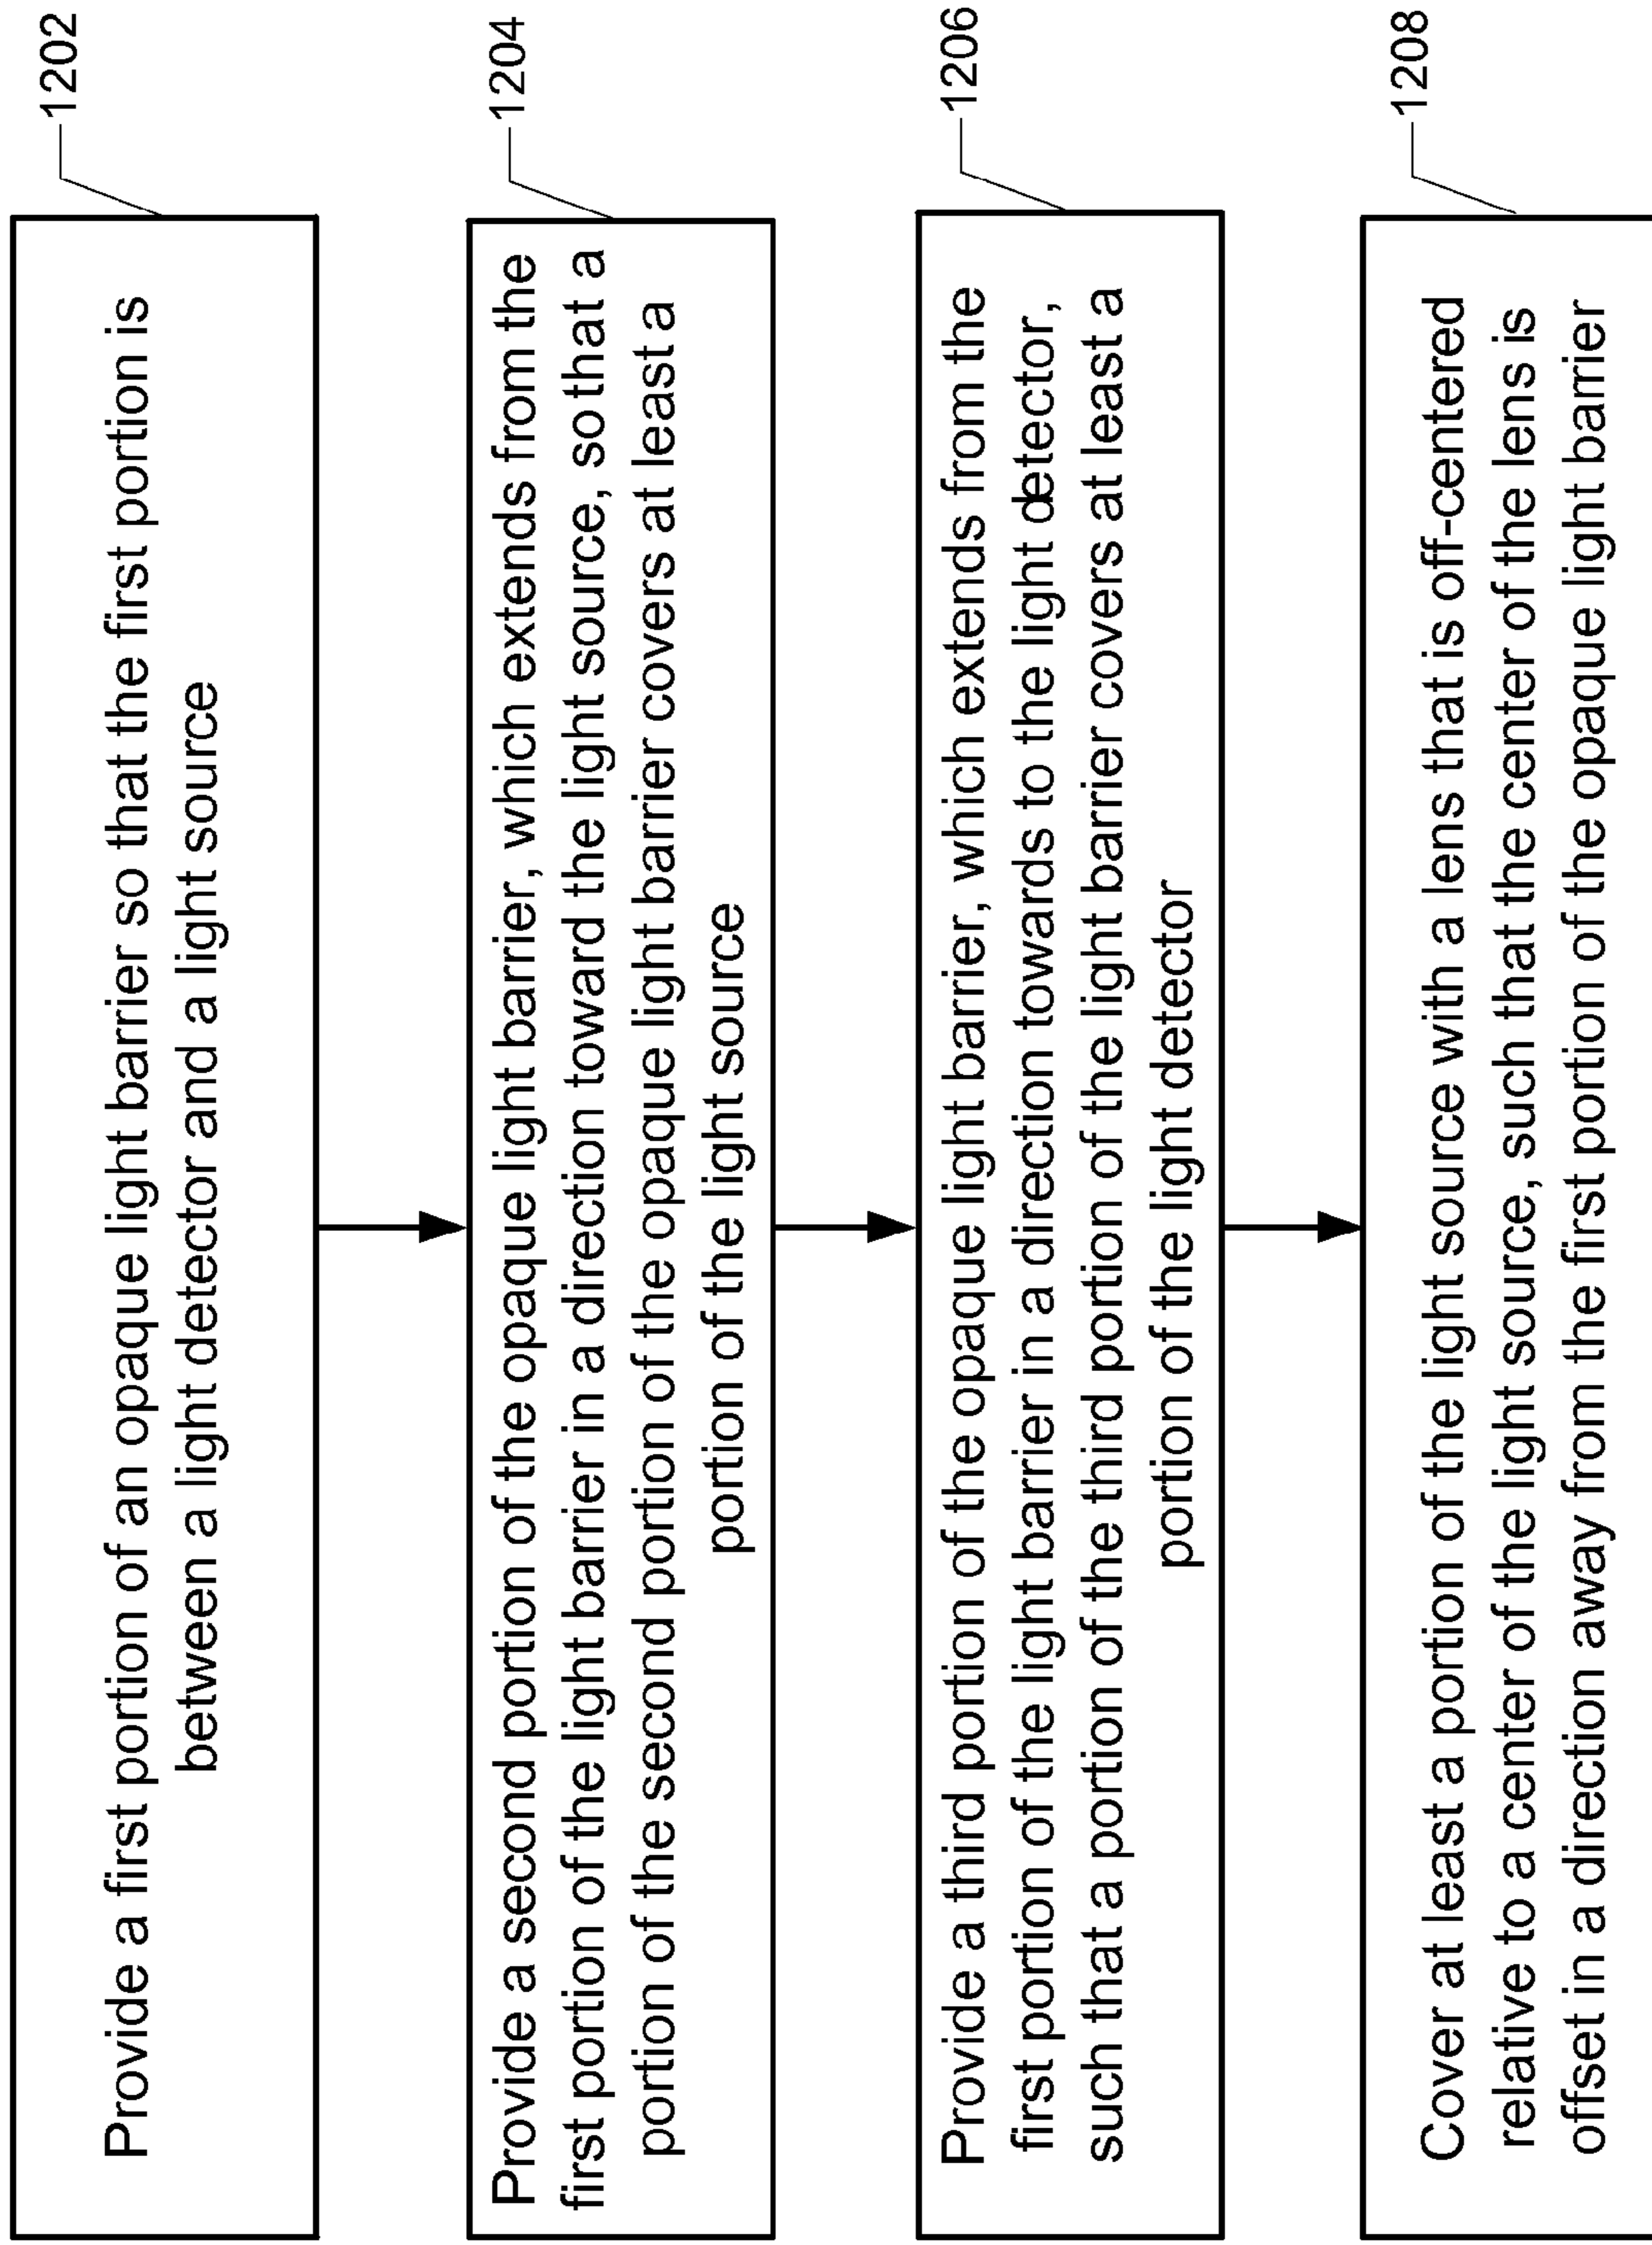 1202
Provide a first portion of an opaque light barrier so that the first portion is
between a light detector and a light source
1204
Provide a second portion of the opaque light barrier, which extends from the
first portion of the light barrier in a direction toward the light source, so that a
portion of the second portion of the opaque light barrier covers at least a
portion of the light source
1206
Provide a third portion of the opaque light barrier, which extends from the
first portion of the light barrier in a direction towards to the light detector,
such that a portion of the third portion of the light barrier covers at least a
portion of the light detector
1208
Cover at least a portion of the light source with a lens that is off-centered
relative to a center of the light source, such that the center of the lens is
offset in a direction away from the first portion of the opaque light barrier